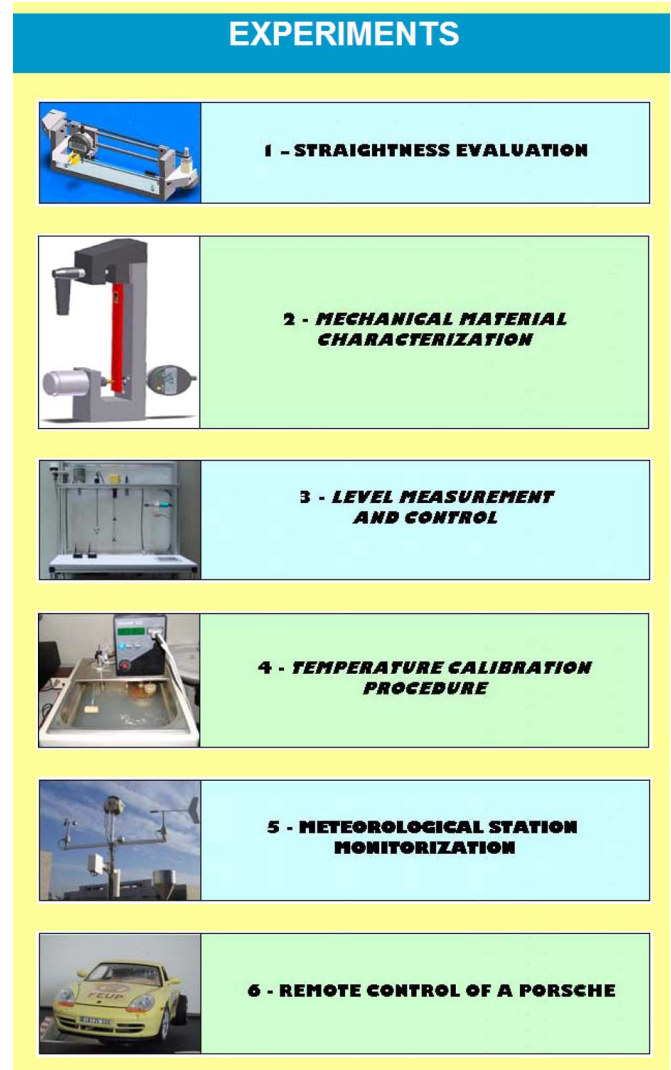 EXPERIMENTS
1 – STRAIGHTNESS EVALUATION
2 - MECHANICAL MATERIAL
CHARACTERIZATION
3 - LEVEL MEASUREMENT
AND CONTROL
4 - TEMPERATURE CALIBRATION
PROCEDURE
5 - METEOROLOGICAL STATION
MONITORIZATION
FEUP
6 - REMOTE CONTROL OF A PORSCHE